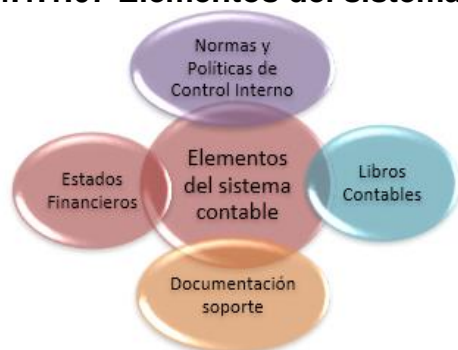 Elementos del sistema
Normas y
Políticas de
Control Interno
Estados
Financieros
Elementos
del sistema
contable
Libros
Contables
Documentación
soporte